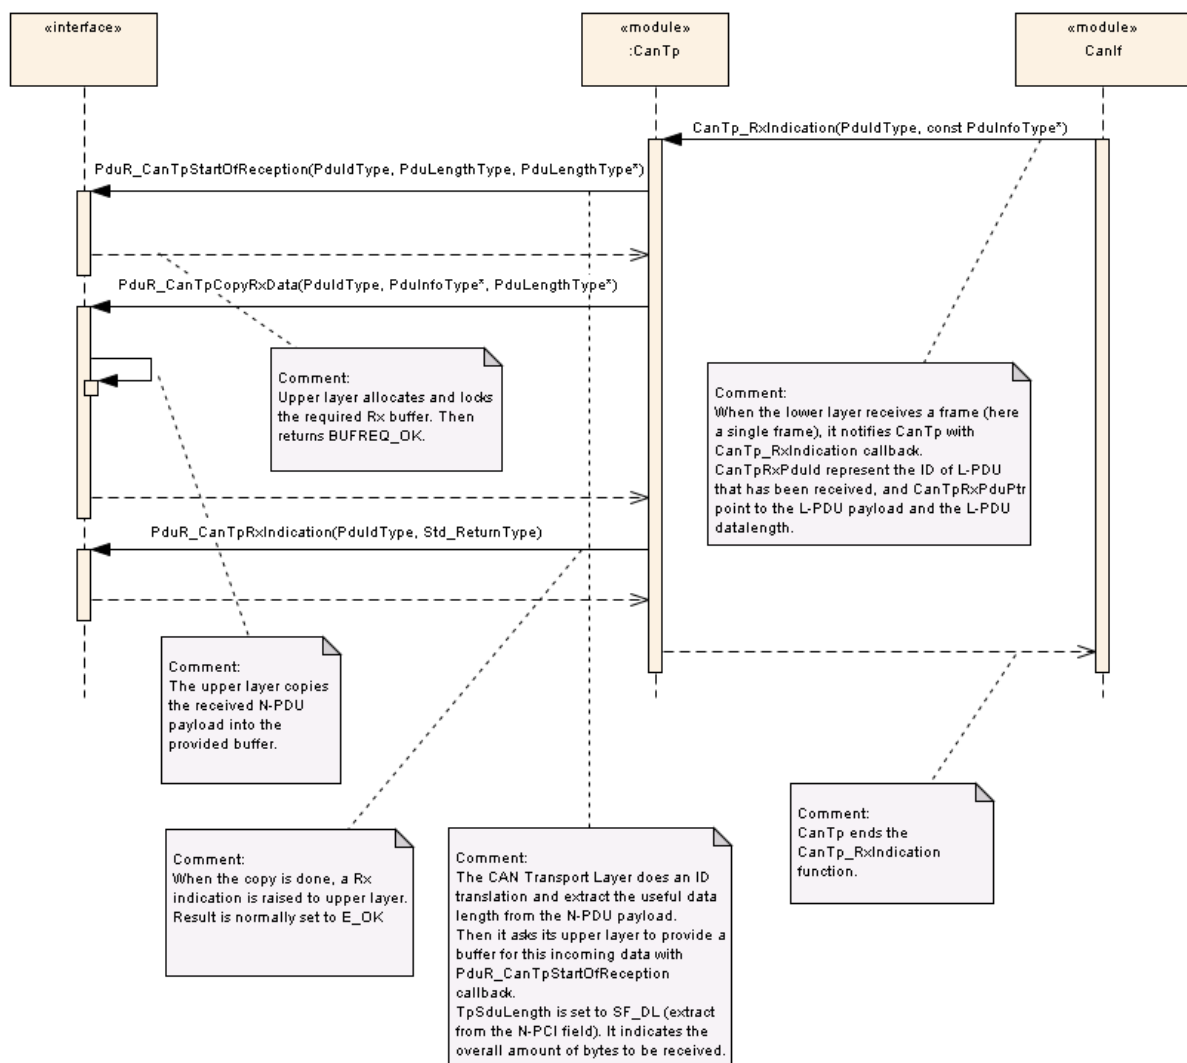 «interface»
«module»
:CanTp
«module»
CanIf
CanTp_RxIndication(PduIdType, const PduInfoType*)
PduR_CanTpStartOfReception(PduIdType, PduLengthType, PduLengthType*)
PduR_CanTpCopyRxData(PduIdType, PduInfoType*, PduLengthType*)
Comment:
Upper layer allocates and locks
the required Rx buffer. Then
returns BUFREQ_OK.
Comment:
When the lower layer receives a frame (here
a single frame), it notifies CanTp with
CanTp_RxIndication callback.
CanTpRxPduId represent the ID of L-PDU
that has been received, and CanTpRxPduPtr
point to the L-PDU payload and the L-PDU
datalength.
PduR_CanTpRxIndication(PduIdType, Std_ReturnType)
Comment:
The upper layer copies
the received N-PDU
payload into the
provided buffer.
Comment:
CanTp ends the
CanTp_RxIndication
function.
Comment:
When the copy is done, a Rx
indication is raised to upper layer.
Result is normally set to E_OK
Comment:
The CAN Transport Layer does an ID
translation and extract the useful data
length from the N-PDU payload.
Then it asks its upper layer to provide a
buffer for this incoming data with
PduR_CanTpStartOfReception
callback.
TpSduLength is set to SF_DL (extract
from the N-PCI field). It indicates the
overall amount of bytes to be received.